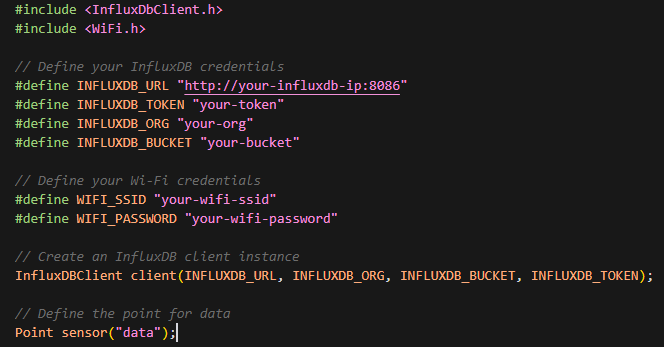 #include <InfluxDbClient.h>
#include <WiFi.h>
// Define your InfluxDB credentials
#define INFLUXDB_URL "http://your-influxdb-ip:8086"
#define INFLUXDB_TOKEN "your-token"
#define INFLUXDB_ORG "your-org"
#define INFLUXDB_BUCKET "your-bucket"
// Define your Wi-Fi credentials
#define WIFI_SSID "your-wifi-ssid"
#define WIFI_PASSWORD "your-wifi-password"
// Create an InfluxDB client instance
InfluxDBClient client(INFLUXDB_URL, INFLUXDB_ORG, INFLUXDB_BUCKET, INFLUXDB_TOKEN);
// Define the point for data
Point sensor("data");